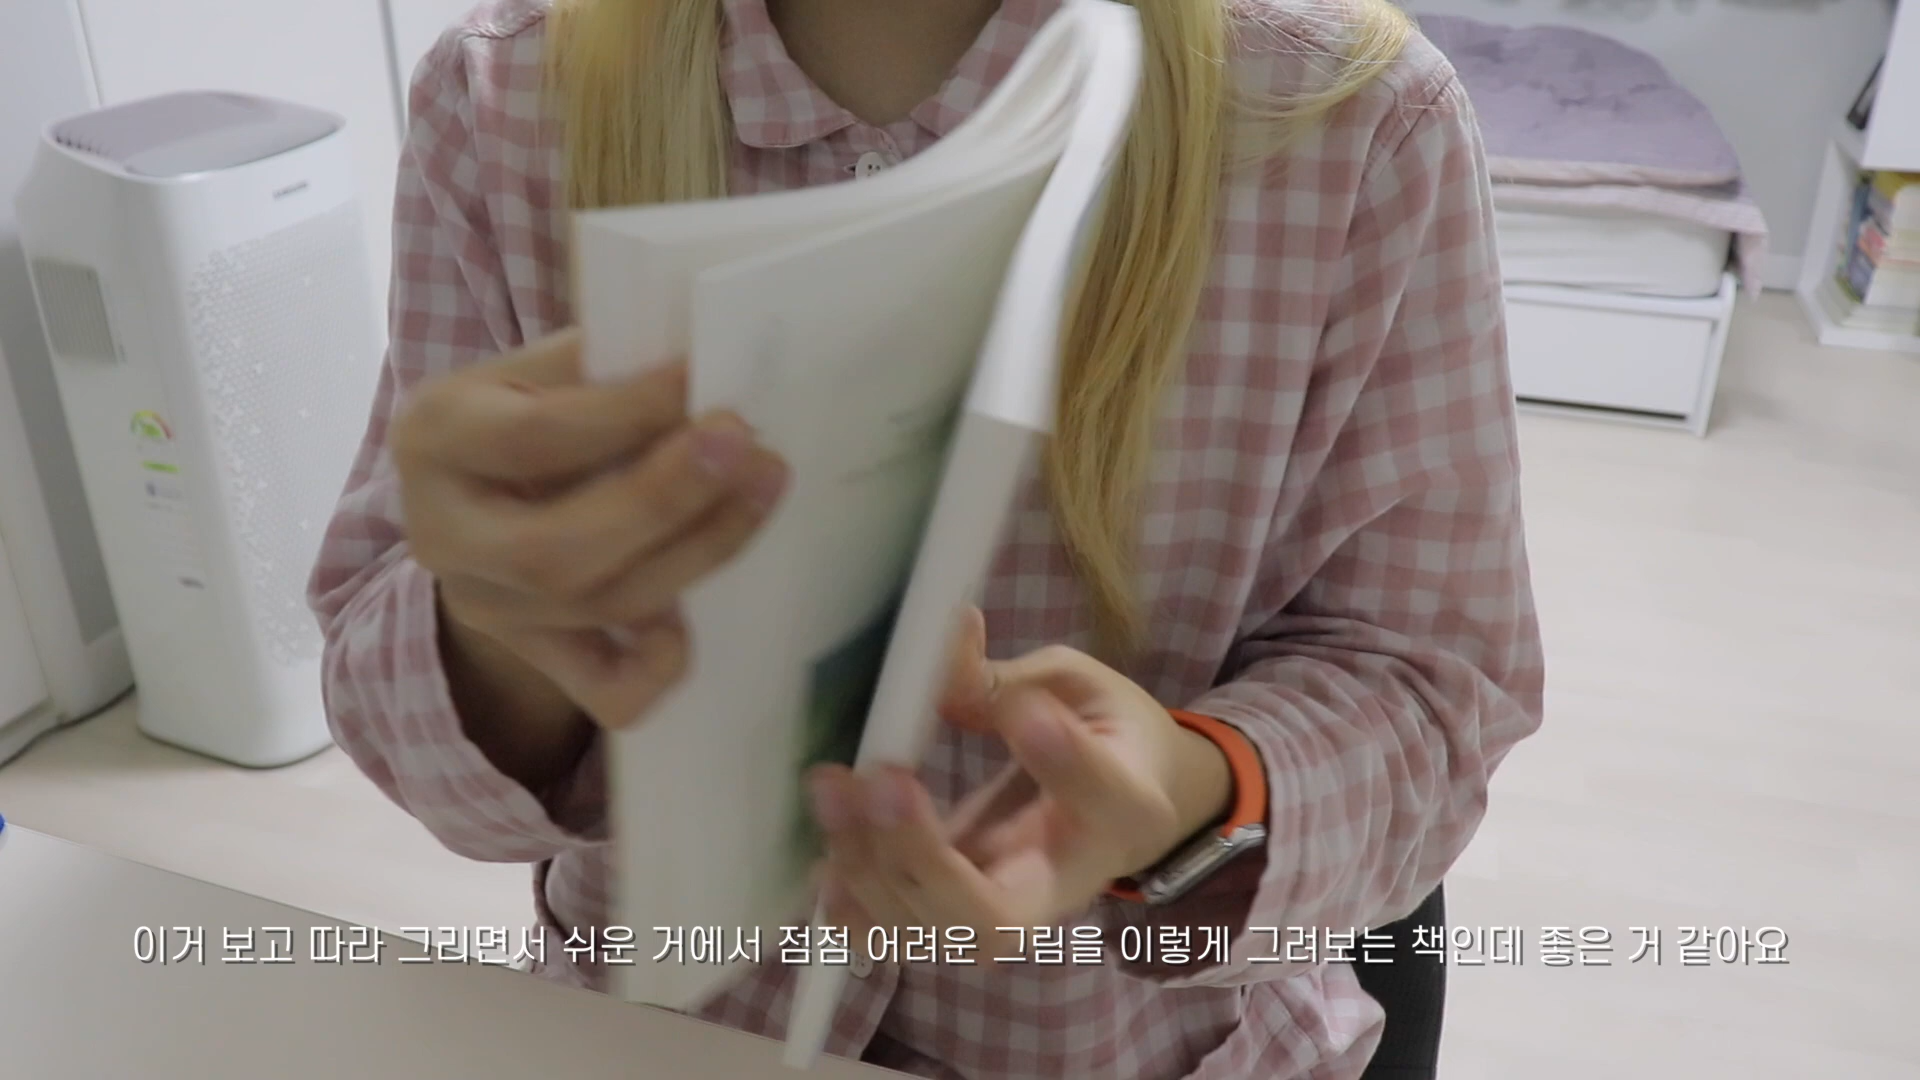 이거 보고 따라 그리면서 쉬운 거에서 점점 어려운 그림을 이렇게 그려보는 책인데 좋은 거 같아요